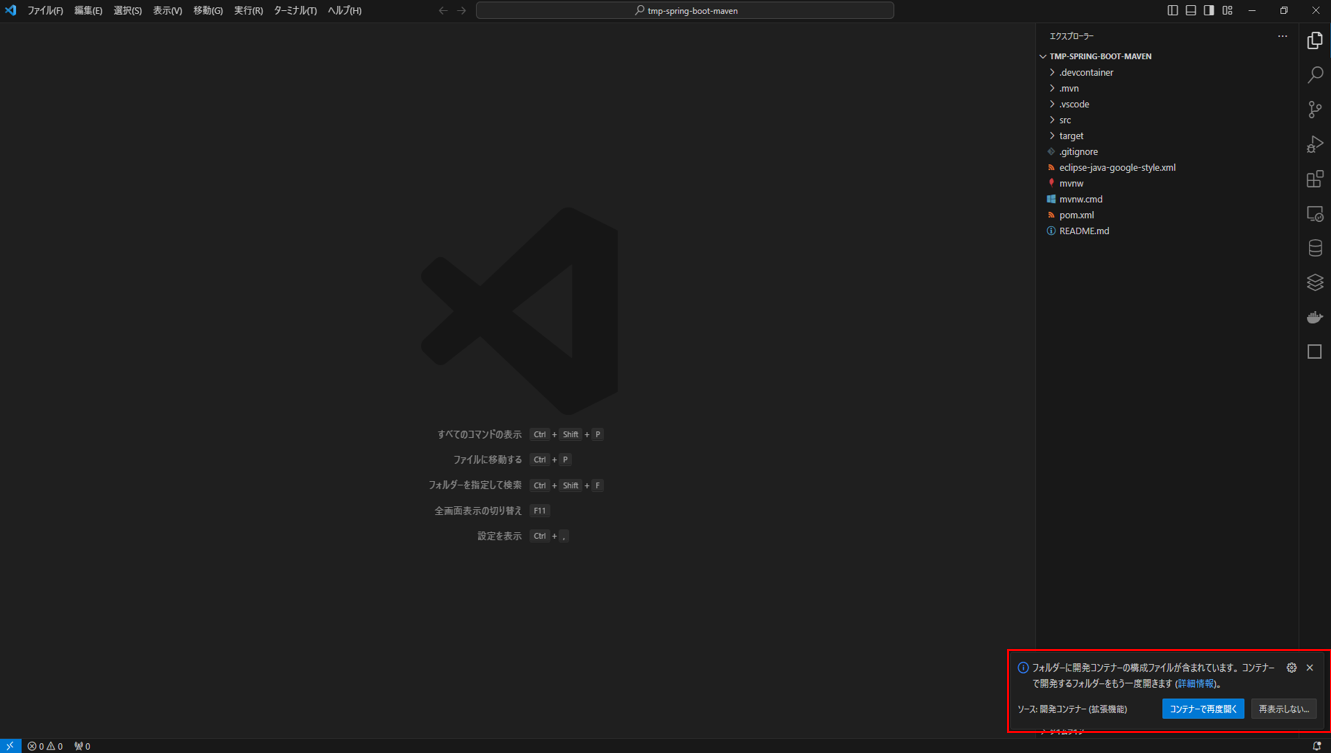 ファイル(F) 編集(E) 選択(S) 表示(V) 移動(G) 実行(R) ターミナル(T) ヘルプ(H) tmp-spring-boot-maven
エクスプローラー
TMP-SPRING-BOOT-MAVEN
.devcontainer
.mvn
.vscode
src
target
.gitignore
eclipse-java-google-style.xml
mvnw
mvnw.cmd
pom.xml
README.md
すべてのコマンドの表示 Ctrl + Shift + P
ファイルに移動する Ctrl + P
フォルダーを指定して検索 Ctrl + Shift + F
全画面表示の切り替え F11
設定を表示 Ctrl + ,
フォルダーに開発コンテナーの構成ファイルが含まれています。コンテナー
で開発するフォルダーをもう一度開きます (詳細情報)。
ソース: 開発コンテナー (拡張機能) コンテナーで再度開く 再表示しない...
0 0 0